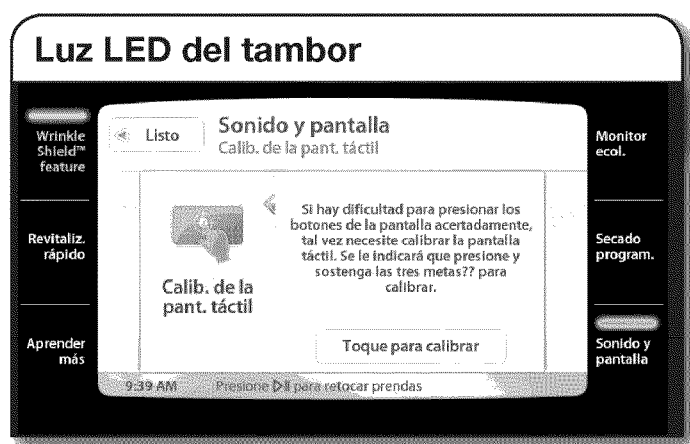 Luz LED del tambor
Wrinkle
Shield™
feature
Revitaliz.
rápido
Aprender
más
Listo
Sonido y pantalla
Calib. de la pant. táctil
Calib. de la
pant. táctil
Si hay dificultad para presionar los
botones de la pantalla acertadamente,
tal vez necesite calibrar la pantalla
táctil. Se le indicará que presione y
sostenga las tres metas?? para
calibrar.
Toque para calibrar
9:39 AM Presione ▷II para retocar prendas
Monitor
ecol.
Secado
program.
Sonido y
pantalla